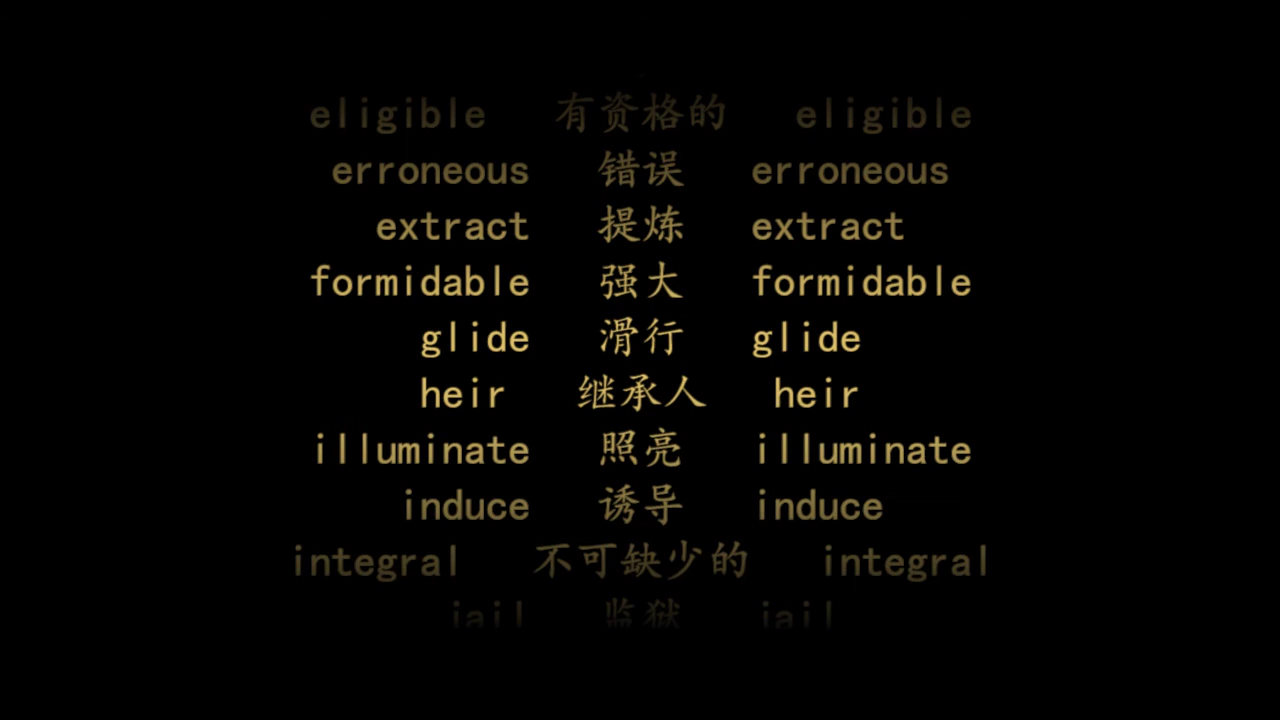 eligible 有资格的 eligible
erroneous 错误 erroneous
extract 提炼 extract
formidable 强大 formidable
glide 滑行 glide
heir 继承人 heir
illuminate 照亮 illuminate
induce 诱导 induce
integral 不可缺少的 integral
jail 监狱 jail